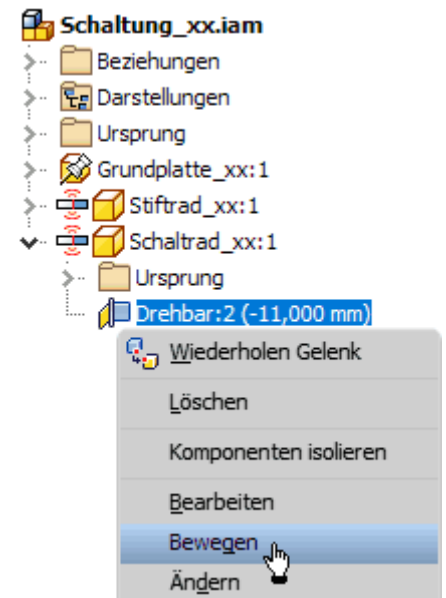 Schaltung_xx.iam
Beziehungen
Darstellungen
Ursprung
Grundplatte_xx:1
Stiftrad_xx:1
Schaltrad_xx:1
Ursprung
Drehbar:2 (-11,000 mm)
Wiederholen Gelenk
Löschen
Komponenten isolieren
Bearbeiten
Bewegen
Ändern